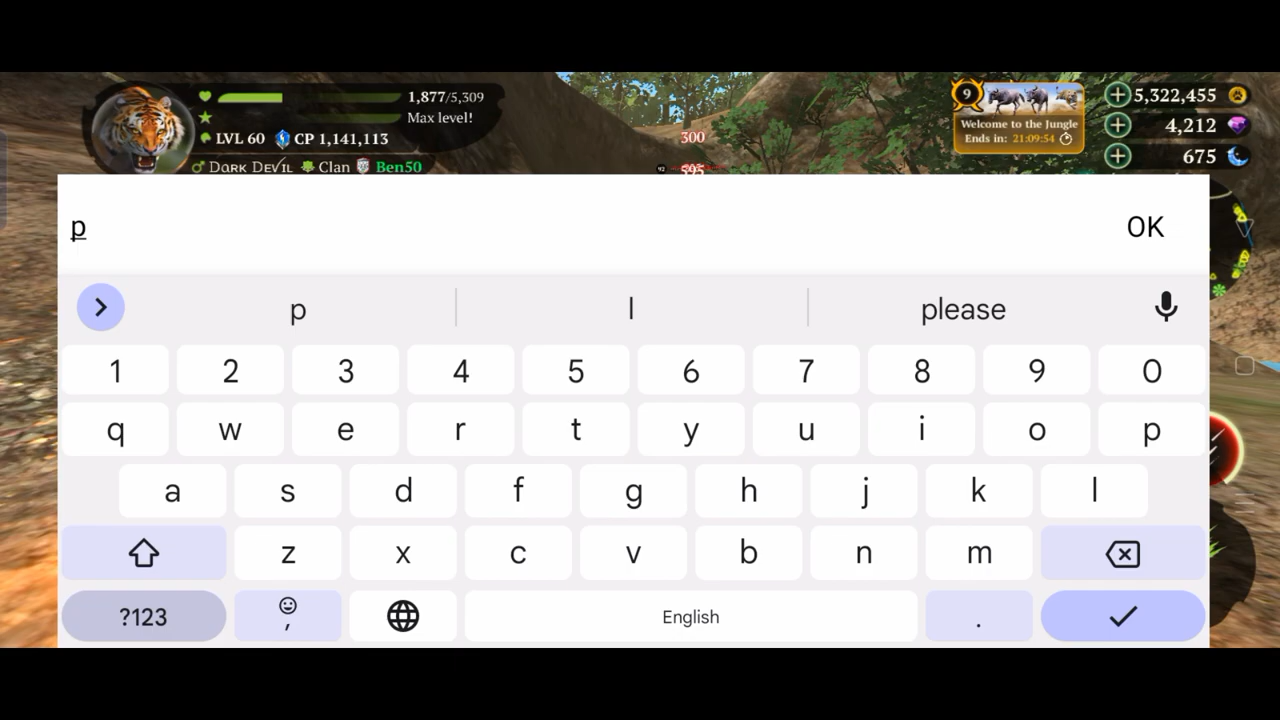 1,877/5,309
Max level!
LVL 60 CP 1,141,113
♂ DARK DEVIL Clan Ben50
300
595
9
Welcome to the Jungle
Ends in: 21:09:54
5,322,455
4,212
675
p
OK
p l please
1 2 3 4 5 6 7 8 9 0
q w e r t y u i o p
a s d f g h j k l
z x c v b n m
?123 , English .